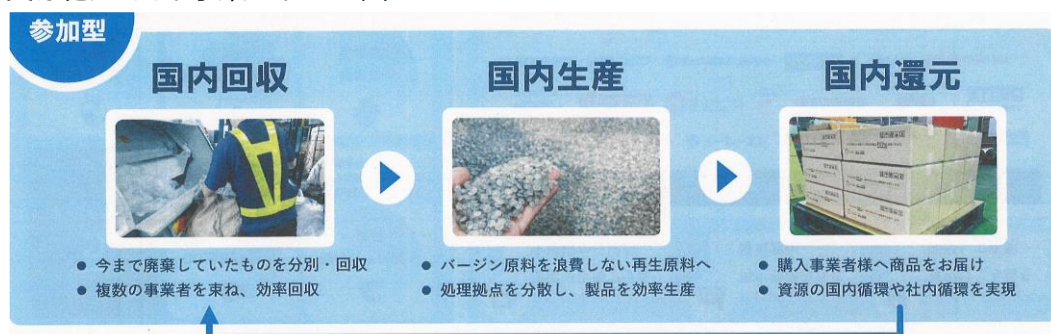 参加型
国内回収
国内生産
国内還元
● 今まで廃棄していたものを分別・回収
● 複数の事業者を束ね、効率回収
● バージン原料を浪費しない再生原料へ
● 処理拠点を分散し、製品を効率生産
● 購入事業者様へ商品をお届け
● 資源の国内循環や社内循環を実現